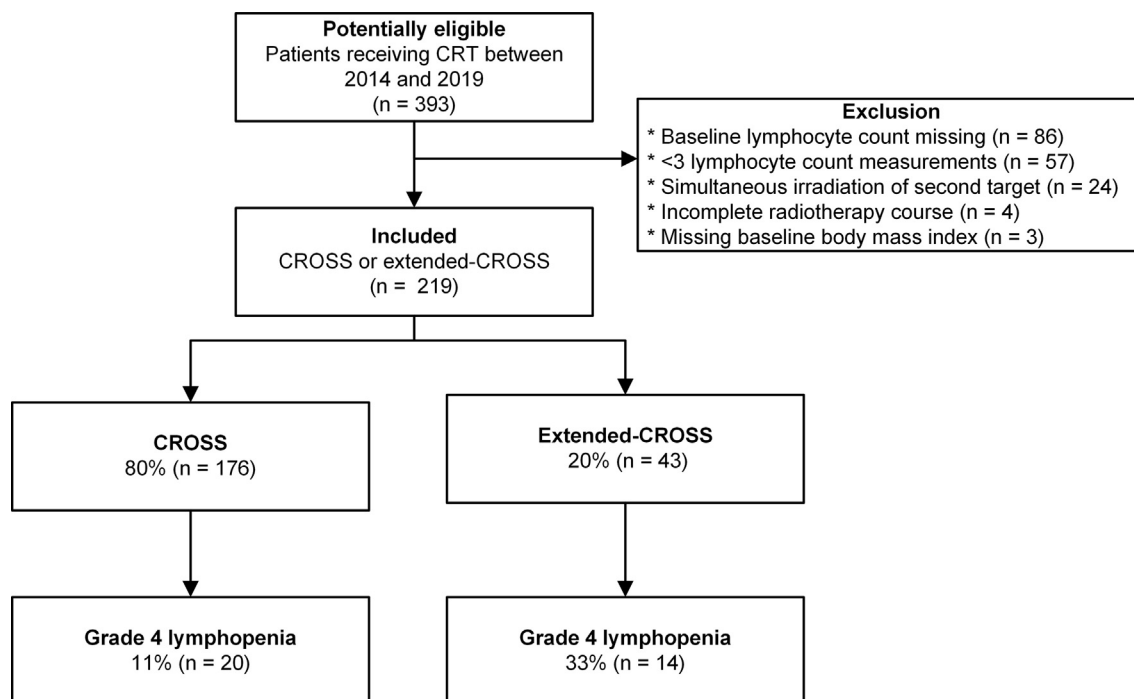 Potentially eligible
Patients receiving CRT between
2014 and 2019
(n = 393)
Exclusion
* Baseline lymphocyte count missing (n = 86)
* <3 lymphocyte count measurements (n = 57)
* Simultaneous irradiation of second target (n = 24)
* Incomplete radiotherapy course (n = 4)
* Missing baseline body mass index (n = 3)
Included
CROSS or extended-CROSS
(n = 219)
CROSS
80% (n = 176)
Extended-CROSS
20% (n = 43)
Grade 4 lymphopenia
11% (n = 20)
Grade 4 lymphopenia
33% (n = 14)